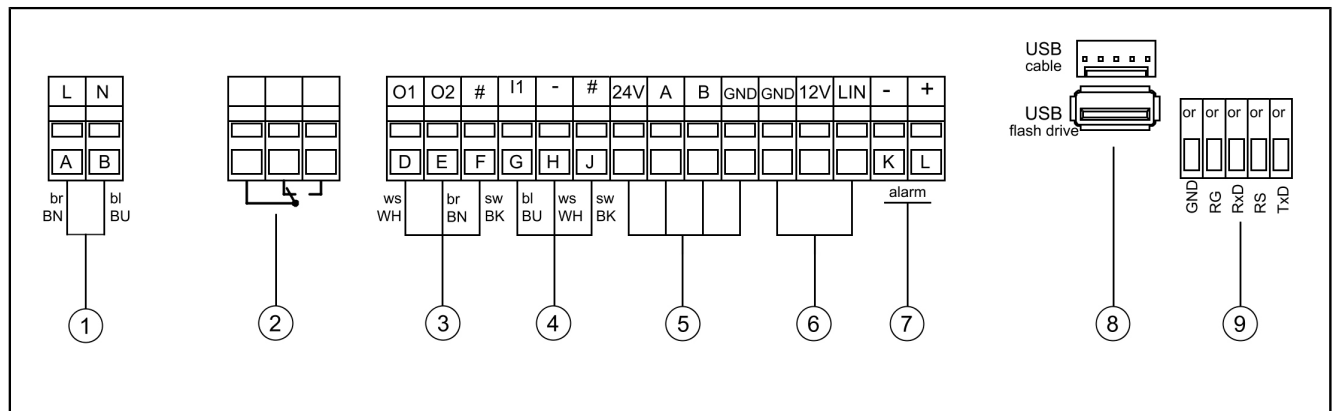 USB
cable
L N
O1 O2 # I1 - # 24V A B GND GND 12V LIN - +
USB
flash drive
or or or or or
A B
D E F G H J K L
br bl
BN BU
ws br sw bl ws sw
WH BN BK BU WH BK
alarm
GND RG RxD RS TxD
1 2 3 4 5 6 7 8 9